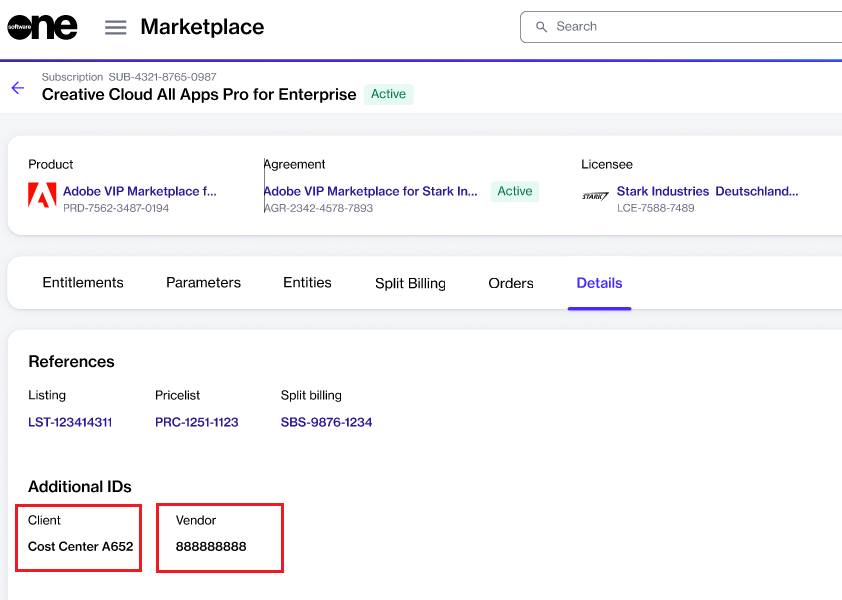 software one
Marketplace
Search
Subscription SUB-4321-8765-0987
Creative Cloud All Apps Pro for Enterprise Active
Product Agreement Licensee
Adobe VIP Marketplace f... Adobe VIP Marketplace for Stark In... Active STARK Stark Industries Deutschland...
PRD-7562-3487-0194 AGR-2342-4578-7893 LCE-7588-7489
Entitlements Parameters Entities Split Billing Orders Details
References
Listing Pricelist Split billing
LST-123414311 PRC-1251-1123 SBS-9876-1234
Additional IDs
Client Vendor
Cost Center A652 888888888